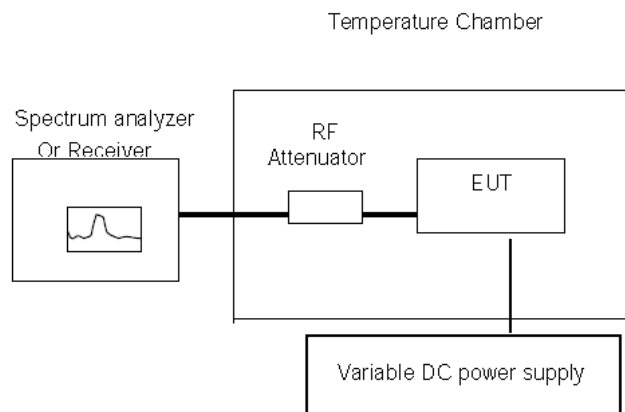 Temperature Chamber
Spectrum analyzer
Or Receiver
RF
Attenuator
EUT
Variable DC power supply